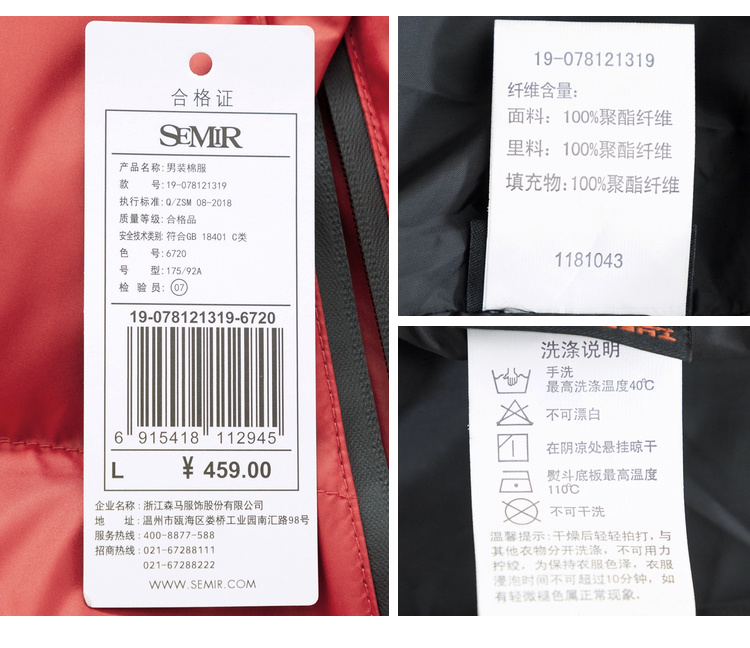 合格证
SEMIR
产品名称:男装棉服
款 号:19-078121319
执行标准:Q/ZSM 08-2018
质量等级:合格品
安全技术类别:符合GB 18401 C类
色 号:6720
号 型:175/92A
检 验 员:07
19-078121319-6720
6 915418 112945
L ¥ 459.00
企业名称:浙江森马服饰股份有限公司
地 址:温州市瓯海区娄桥工业园南汇路98号
服务热线:400-8877-588
招商热线:021-67288111
021-67288222
WWW.SEMIR.COM
19-078121319
纤维含量:
面料: 100%聚酯纤维
里料: 100%聚酯纤维
填充物:100%聚酯纤维
1181043
洗涤说明
手洗
最高洗涤温度40℃
不可漂白
在阴凉处悬挂晾干
熨斗底板最高温度
110℃
不可干洗
温馨提示:干燥后轻轻拍打,与
其他衣物分开洗涤,不可用力
拧绞,为保持衣服色泽,衣服
浸泡时间不可超过10分钟,如
有轻微褪色属正常现象.